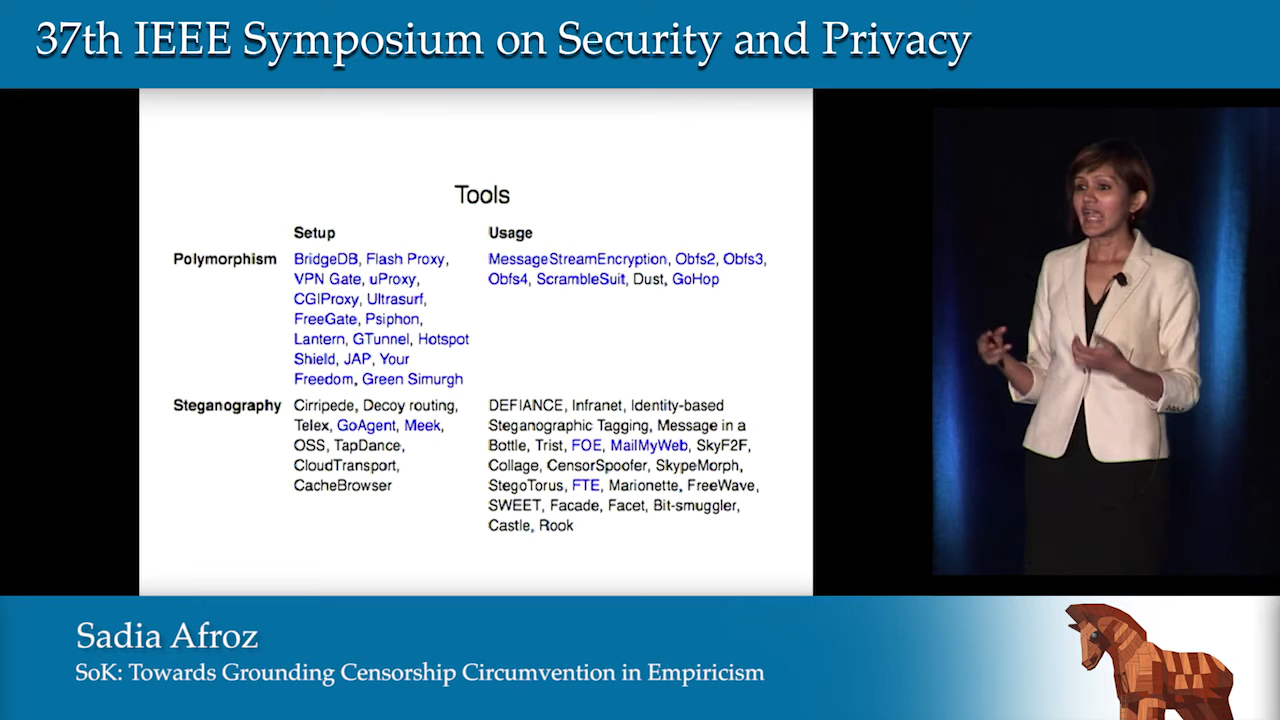 37th IEEE Symposium on Security and Privacy
Tools
Setup
Usage
Polymorphism
BridgeDB, Flash Proxy,
VPN Gate, uProxy,
CGIProxy, Ultrasurf,
FreeGate, Psiphon,
Lantern, GTunnel, Hotspot
Shield, JAP, Your
Freedom, Green Simurgh
MessageStreamEncryption, Obfs2, Obfs3,
Obfs4, ScrambleSuit, Dust, GoHop
Steganography
Cirripede, Decoy routing,
Telex, GoAgent, Meek,
OSS, TapDance,
CloudTransport,
CacheBrowser
DEFIANCE, Infranet, Identity-based
Steganographic Tagging, Message in a
Bottle, Trist, FOE, MailMyWeb, SkyF2F,
Collage, CensorSpoofer, SkypeMorph,
StegoTorus, FTE, Marionette, FreeWave,
SWEET, Facade, Facet, Bit-smuggler,
Castle, Rook
Sadia Afroz
SoK: Towards Grounding Censorship Circumvention in Empiricism